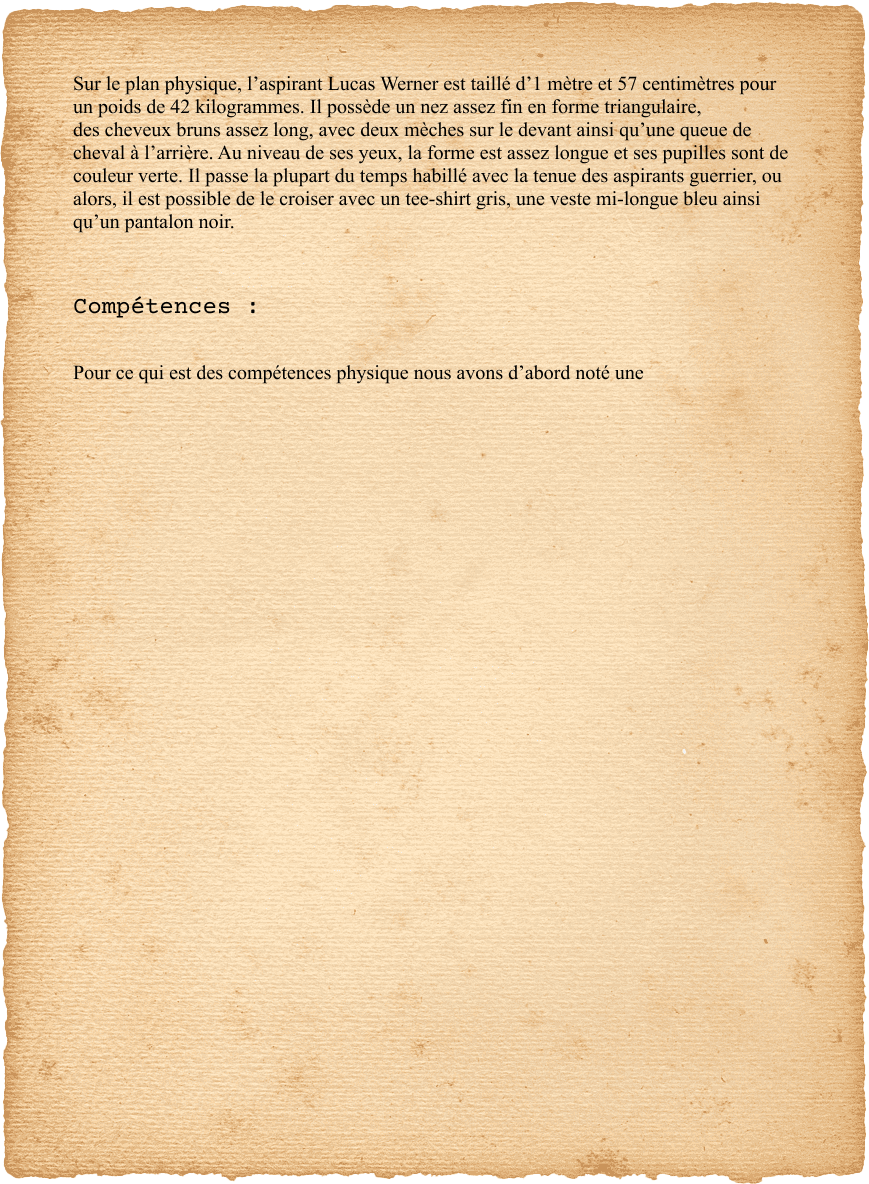 Sur le plan physique, l’aspirant Lucas Werner est taillé d’1 mètre et 57 centimètres pour
un poids de 42 kilogrammes. Il possède un nez assez fin en forme triangulaire,
des cheveux bruns assez long, avec deux mèches sur le devant ainsi qu’une queue de
cheval à l’arrière. Au niveau de ses yeux, la forme est assez longue et ses pupilles sont de
couleur verte. Il passe la plupart du temps habillé avec la tenue des aspirants guerrier, ou
alors, il est possible de le croiser avec un tee-shirt gris, une veste mi-longue bleu ainsi
qu’un pantalon noir.
Compétences :
Pour ce qui est des compétences physique nous avons d’abord noté une